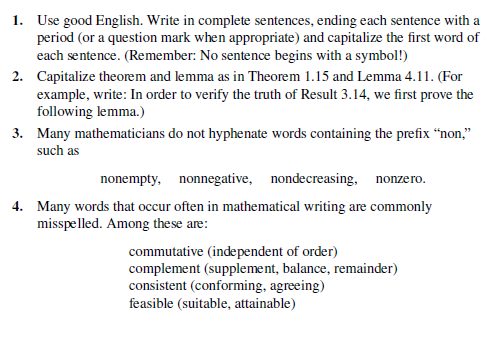 1. Use good English. Write in complete sentences, ending each sentence with a
period (or a question mark when appropriate) and capitalize the first word of
each sentence. (Remember: No sentence begins with a symbol!)
2. Capitalize theorem and lemma as in Theorem 1.15 and Lemma 4.11. (For
example, write: In order to verify the truth of Result 3.14, we first prove the
following lemma.)
3. Many mathematicians do not hyphenate words containing the prefix “non,”
such as
nonempty, nonnegative, nondecreasing, nonzero.
4. Many words that occur often in mathematical writing are commonly
misspelled. Among these are:
commutative (independent of order)
complement (supplement, balance, remainder)
consistent (conforming, agreeing)
feasible (suitable, attainable)